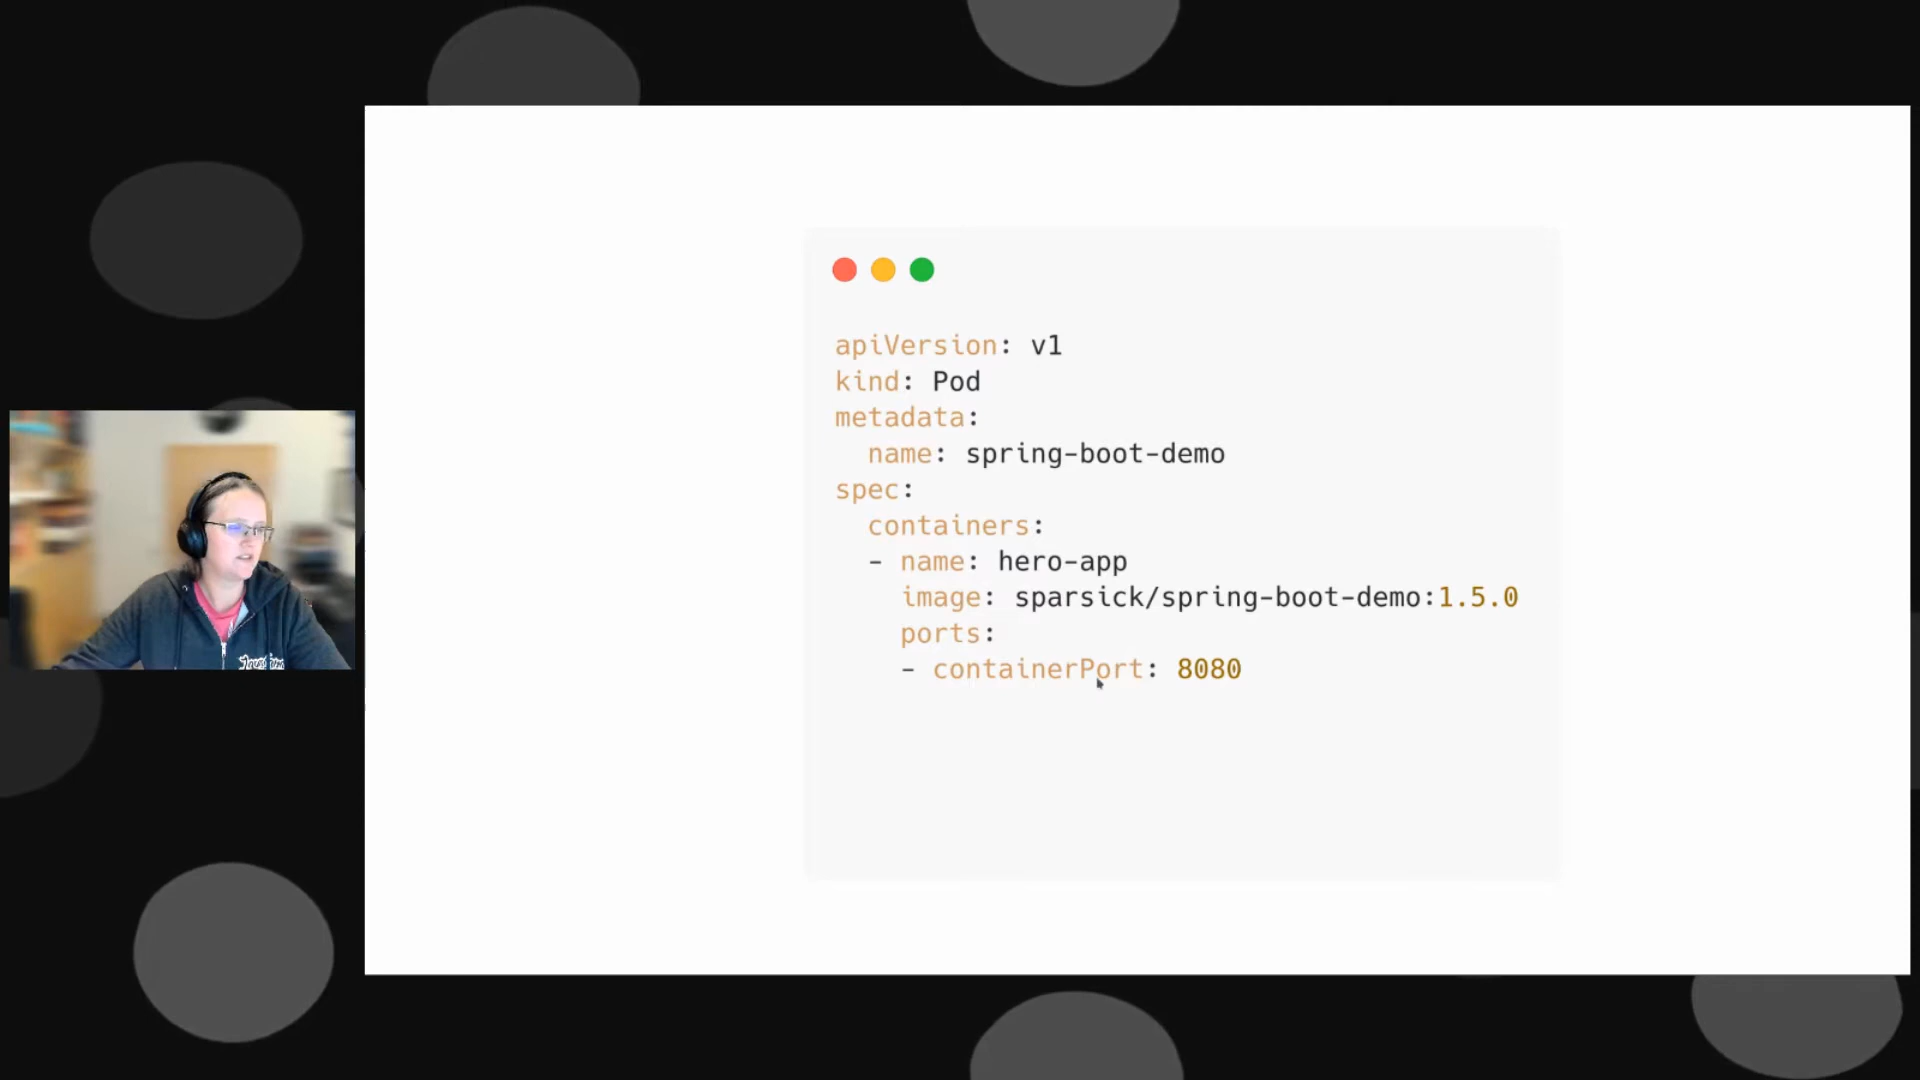 apiVersion: v1
kind: Pod
metadata:
  name: spring-boot-demo
spec:
  containers:
  - name: hero-app
    image: sparsick/spring-boot-demo:1.5.0
    ports:
    - containerPort: 8080